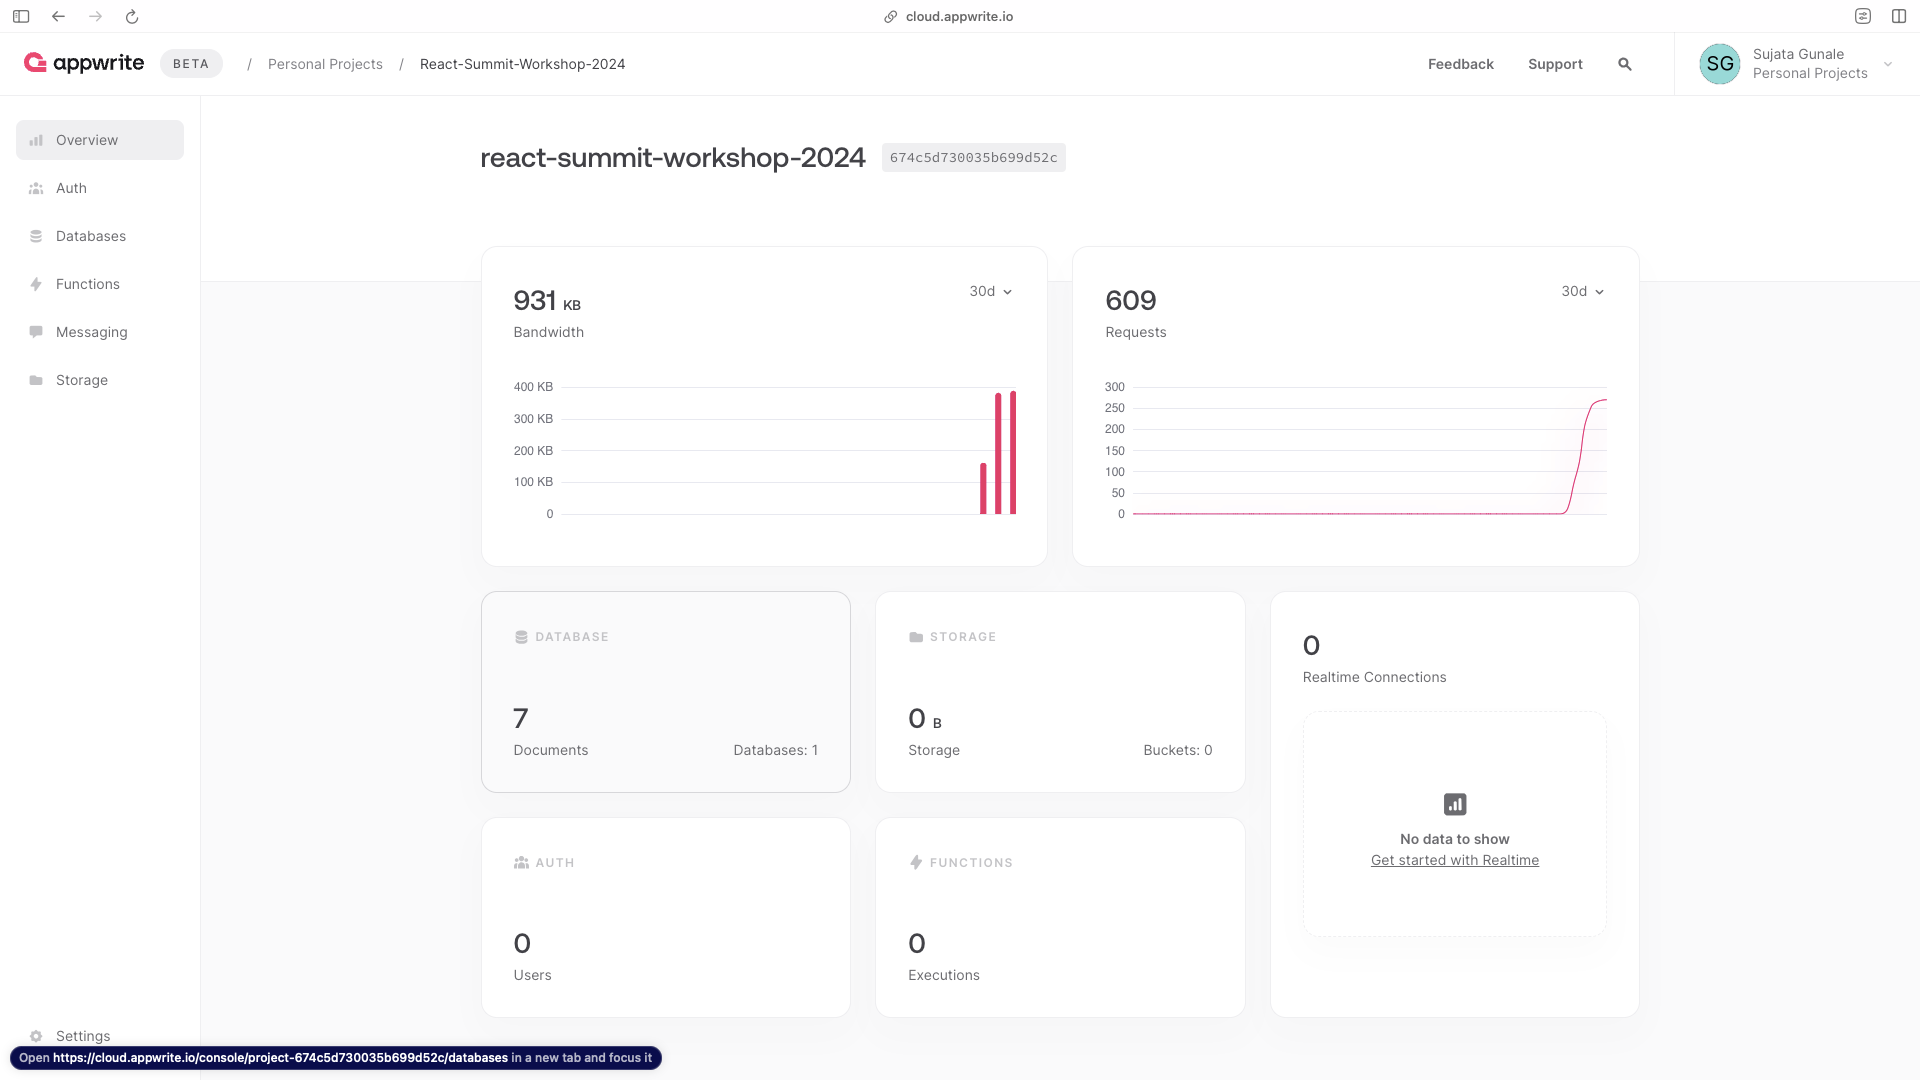 cloud.appwrite.io
appwrite BETA / Personal Projects / React-Summit-Workshop-2024
Feedback Support
SG Sujata Gunale
Personal Projects
Overview
Auth
Databases
Functions
Messaging
Storage
Settings
react-summit-workshop-2024 674c5d730035b699d52c
931 KB
30d
Bandwidth
400 KB
300 KB
200 KB
100 KB
0
609
30d
Requests
300
250
200
150
100
50
0
DATABASE
7
Documents Databases: 1
STORAGE
0 B
Storage Buckets: 0
0
Realtime Connections
No data to show
Get started with Realtime
AUTH
0
Users
FUNCTIONS
0
Executions
Open https://cloud.appwrite.io/console/project-674c5d730035b699d52c/databases in a new tab and focus it